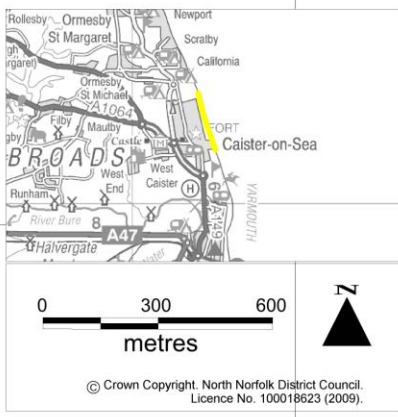 Rollesby
Ormesby
St Margaret
Newport
Scratby
California
Ormesby
St Michael
A1064
Filby
Mautby
Castle
FORT
Caister-on-Sea
BROADS
West
End
West
Caister
H
Runham
River Bure
8
A47
Halvergate
A149
YARMOUTH
0 300 600
metres
N
© Crown Copyright. North Norfolk District Council.
Licence No. 100018623 (2009).